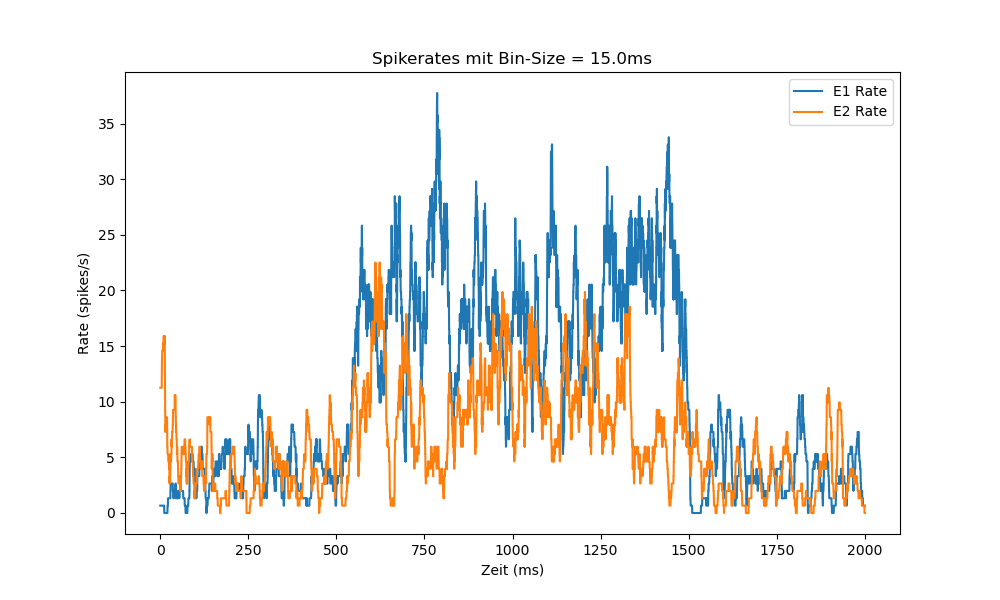 Spikerates mit Bin-Size = 15.0ms
E1 Rate
E2 Rate
Rate (spikes/s)
35
30
25
20
15
10
5
0
0 250 500 750 1000 1250 1500 1750 2000
Zeit (ms)